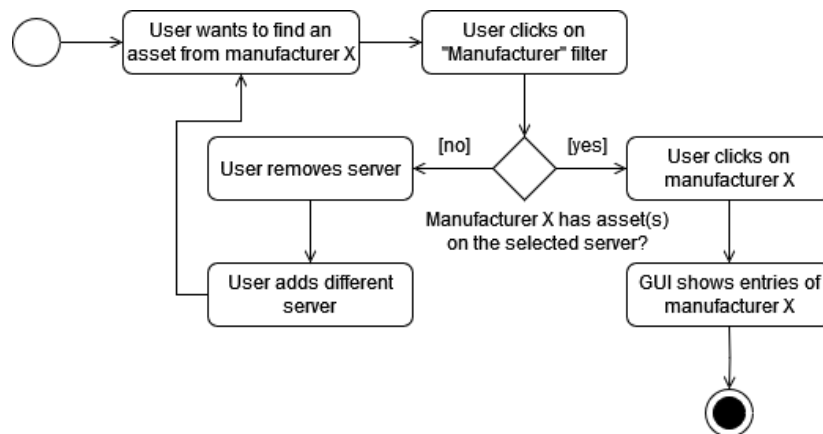 User wants to find an
asset from manufacturer X
User clicks on
"Manufacturer" filter
[no]
[yes]
User removes server
User clicks on
manufacturer X
Manufacturer X has asset(s)
on the selected server?
User adds different
server
GUI shows entries of
manufacturer X